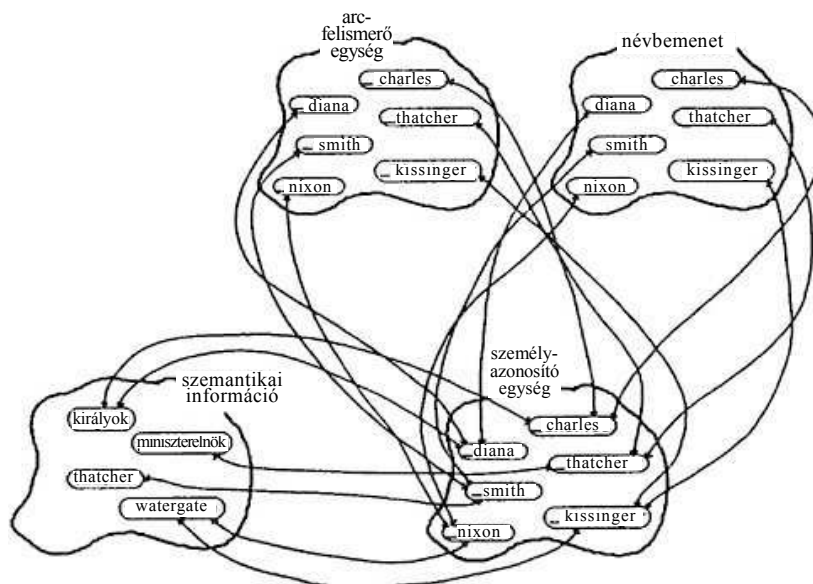 arc-
felismerő
egység
charles
diana
thatcher
smith
kissinger
nixon
névbemenet
charles
diana
thatcher
smith
kissinger
nixon
szemantikai
információ
királyok
miniszterelnök
thatcher
watergate
személy-
azonosító
egység
charles
diana
thatcher
smith
kissinger
nixon